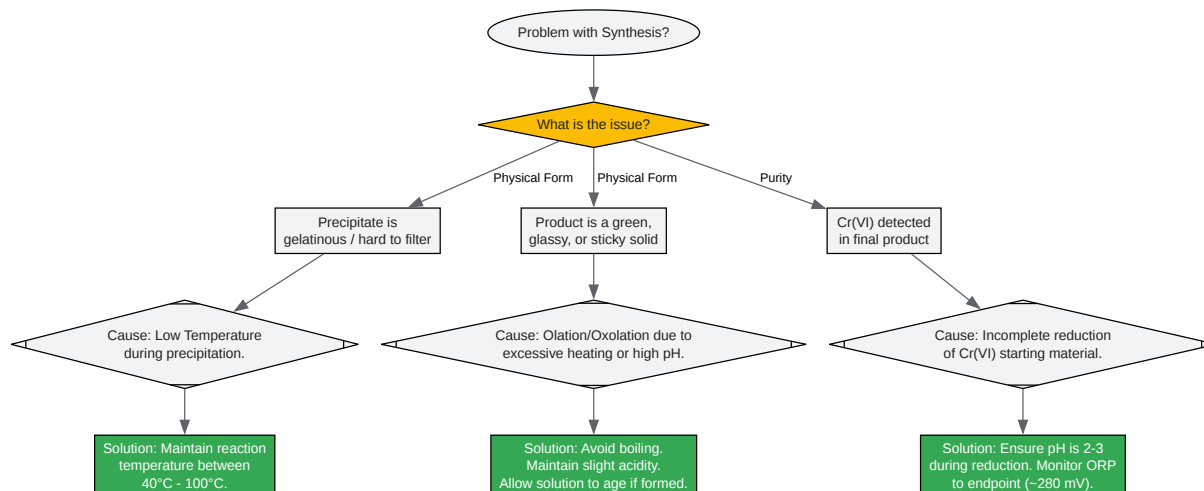 Problem with Synthesis?
What is the issue?
Physical Form
Physical Form
Purity
Precipitate is
gelatinous / hard to filter
Product is a green,
glassy, or sticky solid
Cr(VI) detected
in final product
Cause: Low Temperature
during precipitation.
Cause: Olation/Oxolation due to
excessive heating or high pH.
Cause: Incomplete reduction
of Cr(VI) starting material.
Solution: Maintain reaction
temperature between
40°C - 100°C.
Solution: Avoid boiling.
Maintain slight acidity.
Allow solution to age if formed.
Solution: Ensure pH is 2-3
during reduction. Monitor ORP
to endpoint (~280 mV).